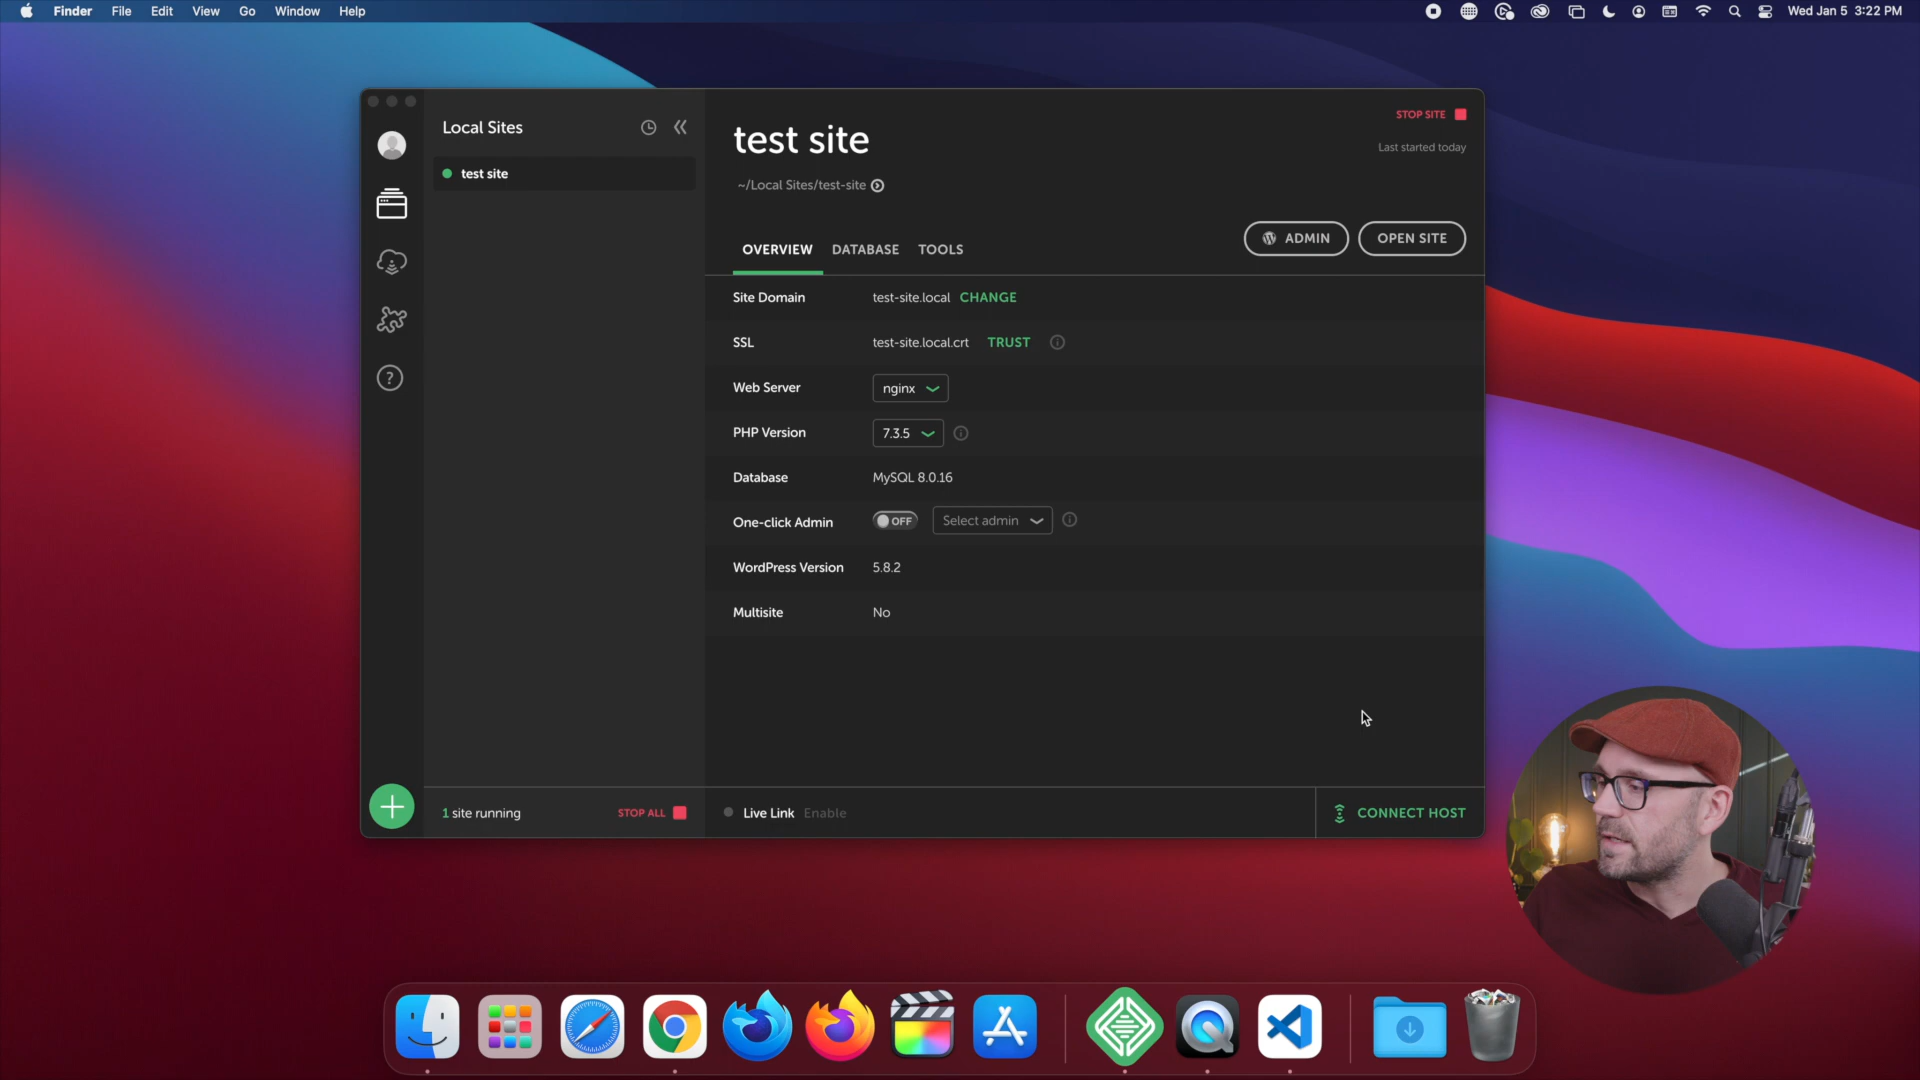 Finder File Edit View Go Window Help
Wed Jan 5 3:22 PM
Local Sites
test site
1 site running
STOP ALL
test site
STOP SITE
Last started today
~/Local Sites/test-site
OVERVIEW DATABASE TOOLS
ADMIN
OPEN SITE
Site Domain test-site.local CHANGE
SSL test-site.local.crt TRUST
Web Server nginx
PHP Version 7.3.5
Database MySQL 8.0.16
One-click Admin OFF Select admin
WordPress Version 5.8.2
Multisite No
Live Link Enable
CONNECT HOST